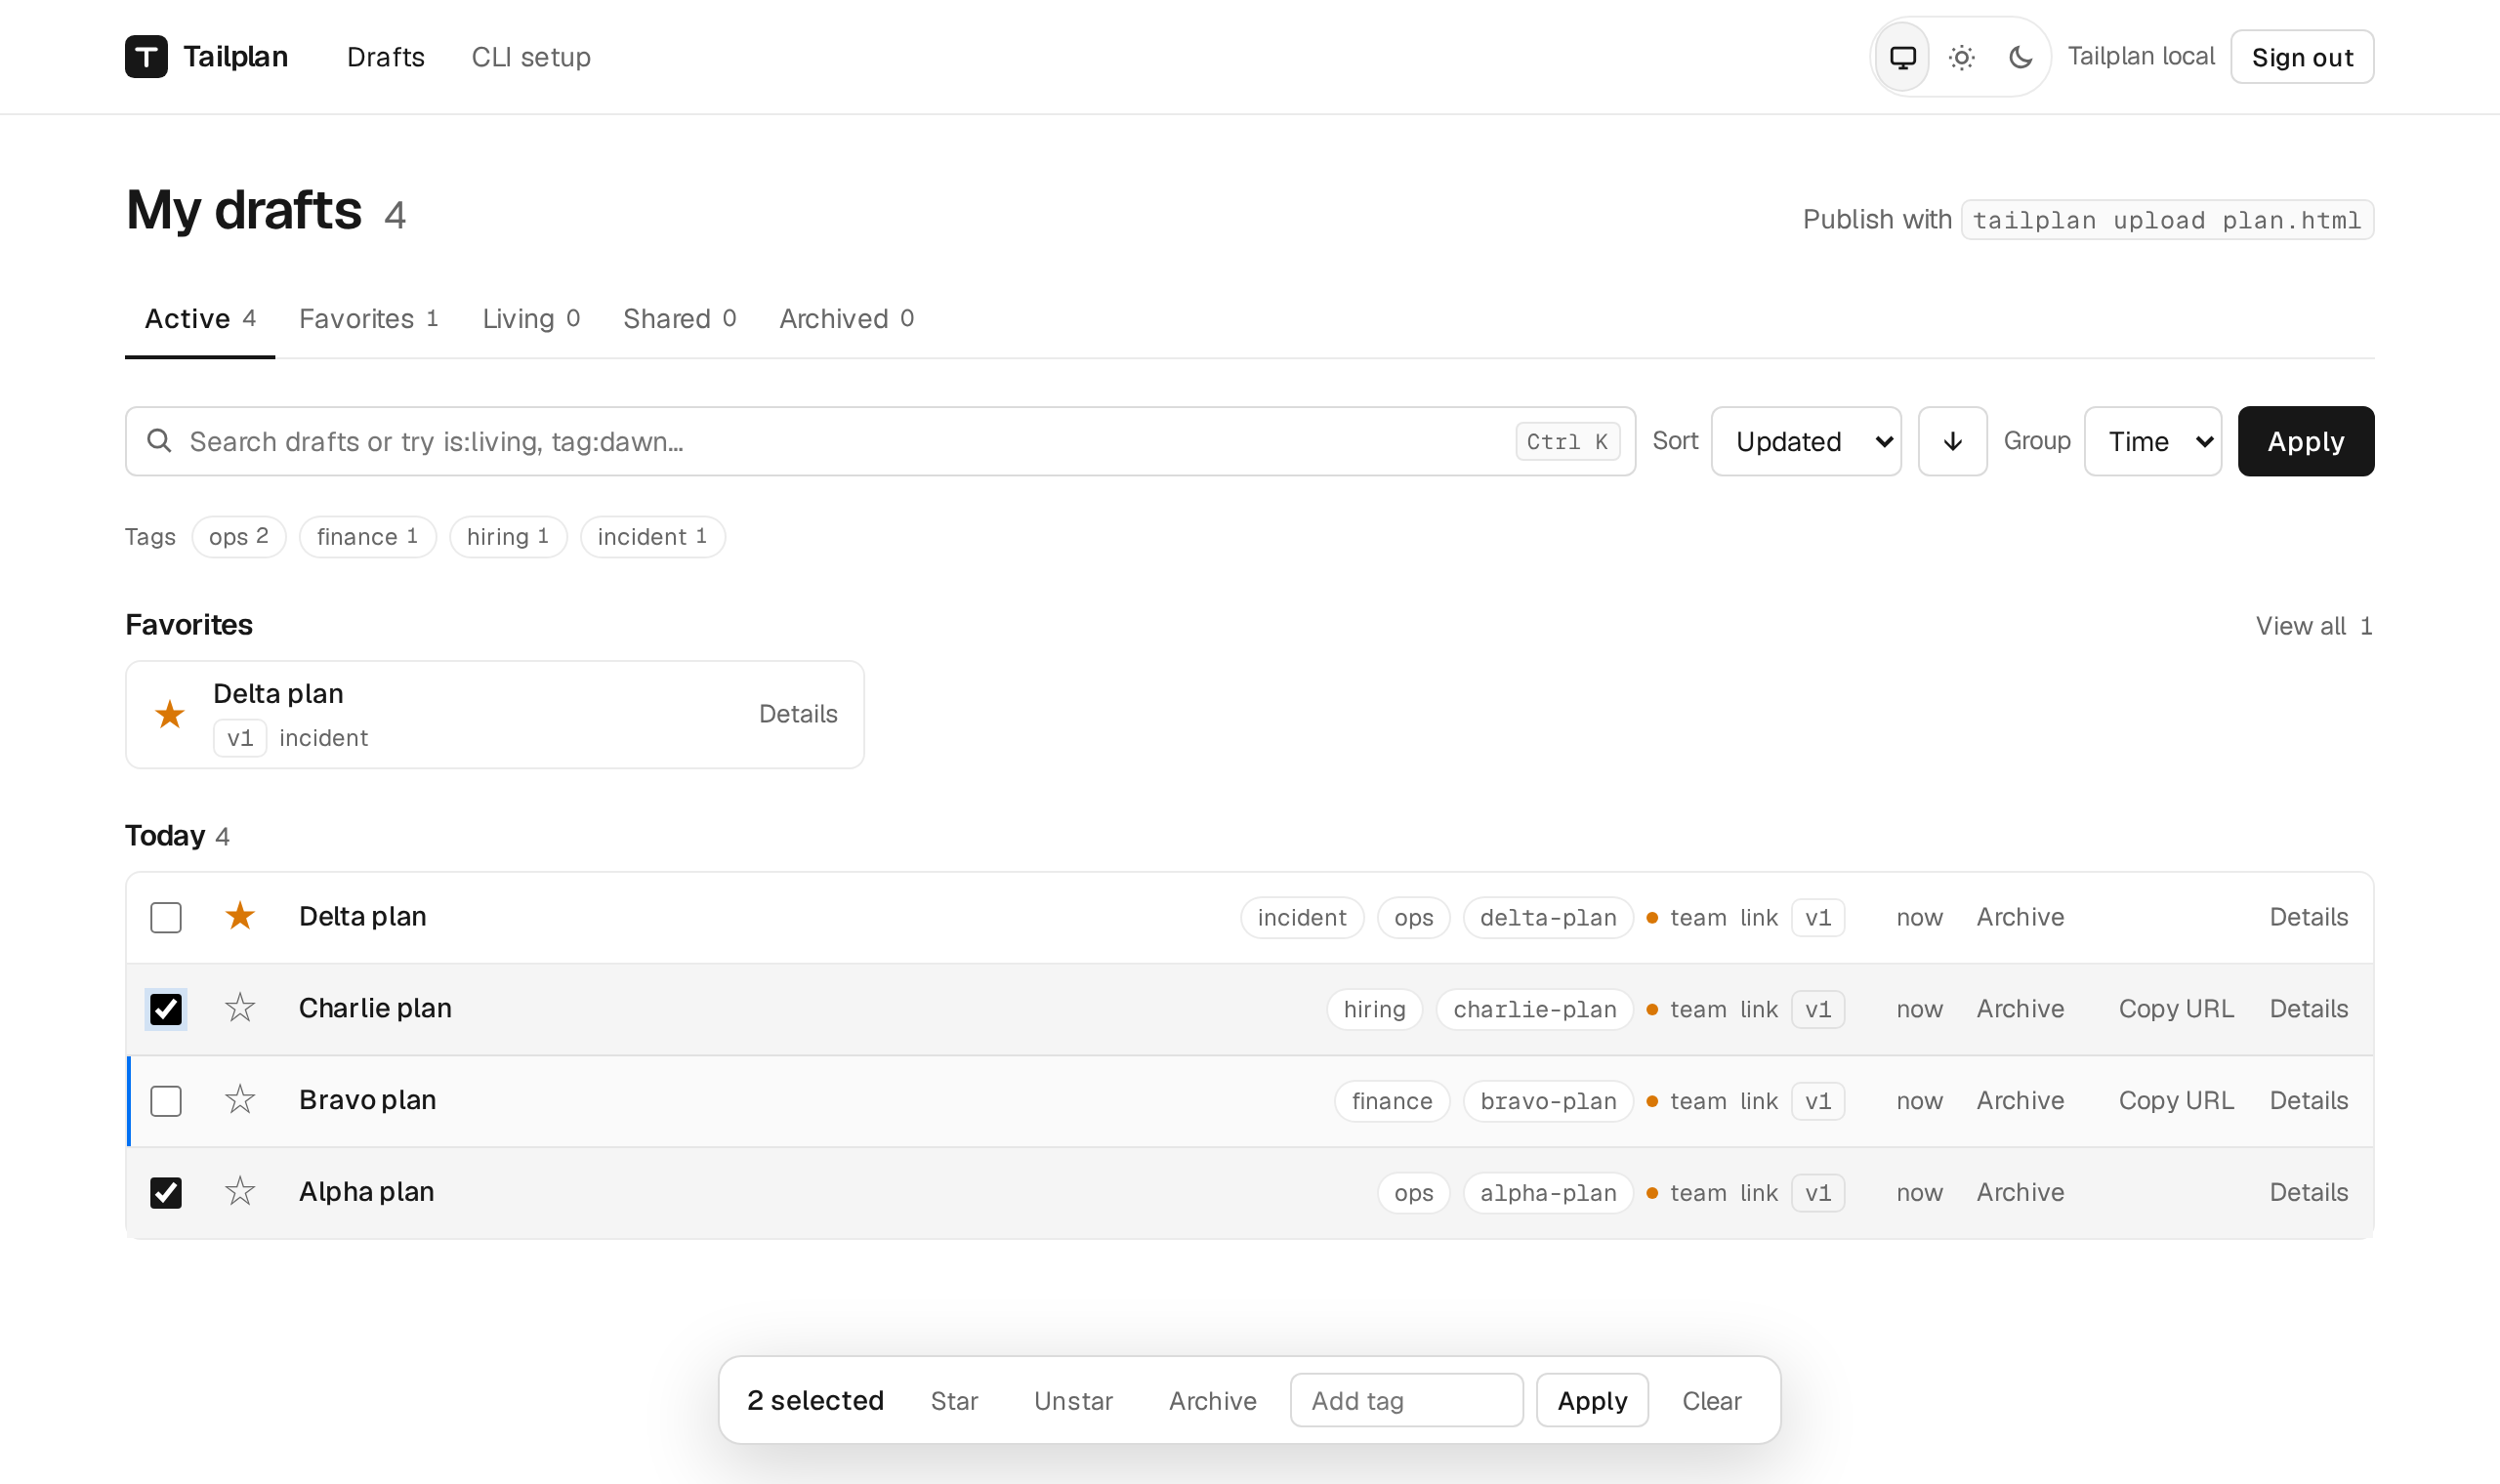 T Tailplan Drafts CLI setup Tailplan local Sign out
My drafts 4 Publish with tailplan upload plan.html
Active 4 Favorites 1 Living 0 Shared 0 Archived 0
Search drafts or try is:living, tag:dawn... Ctrl K Sort Updated Group Time Apply
Tags ops 2 finance 1 hiring 1 incident 1
Favorites View all 1
Delta plan Details
v1 incident
Today 4
Delta plan incident ops delta-plan team link v1 now Archive Details
Charlie plan hiring charlie-plan team link v1 now Archive Copy URL Details
Bravo plan finance bravo-plan team link v1 now Archive Copy URL Details
Alpha plan ops alpha-plan team link v1 now Archive Details
2 selected Star Unstar Archive Add tag Apply Clear